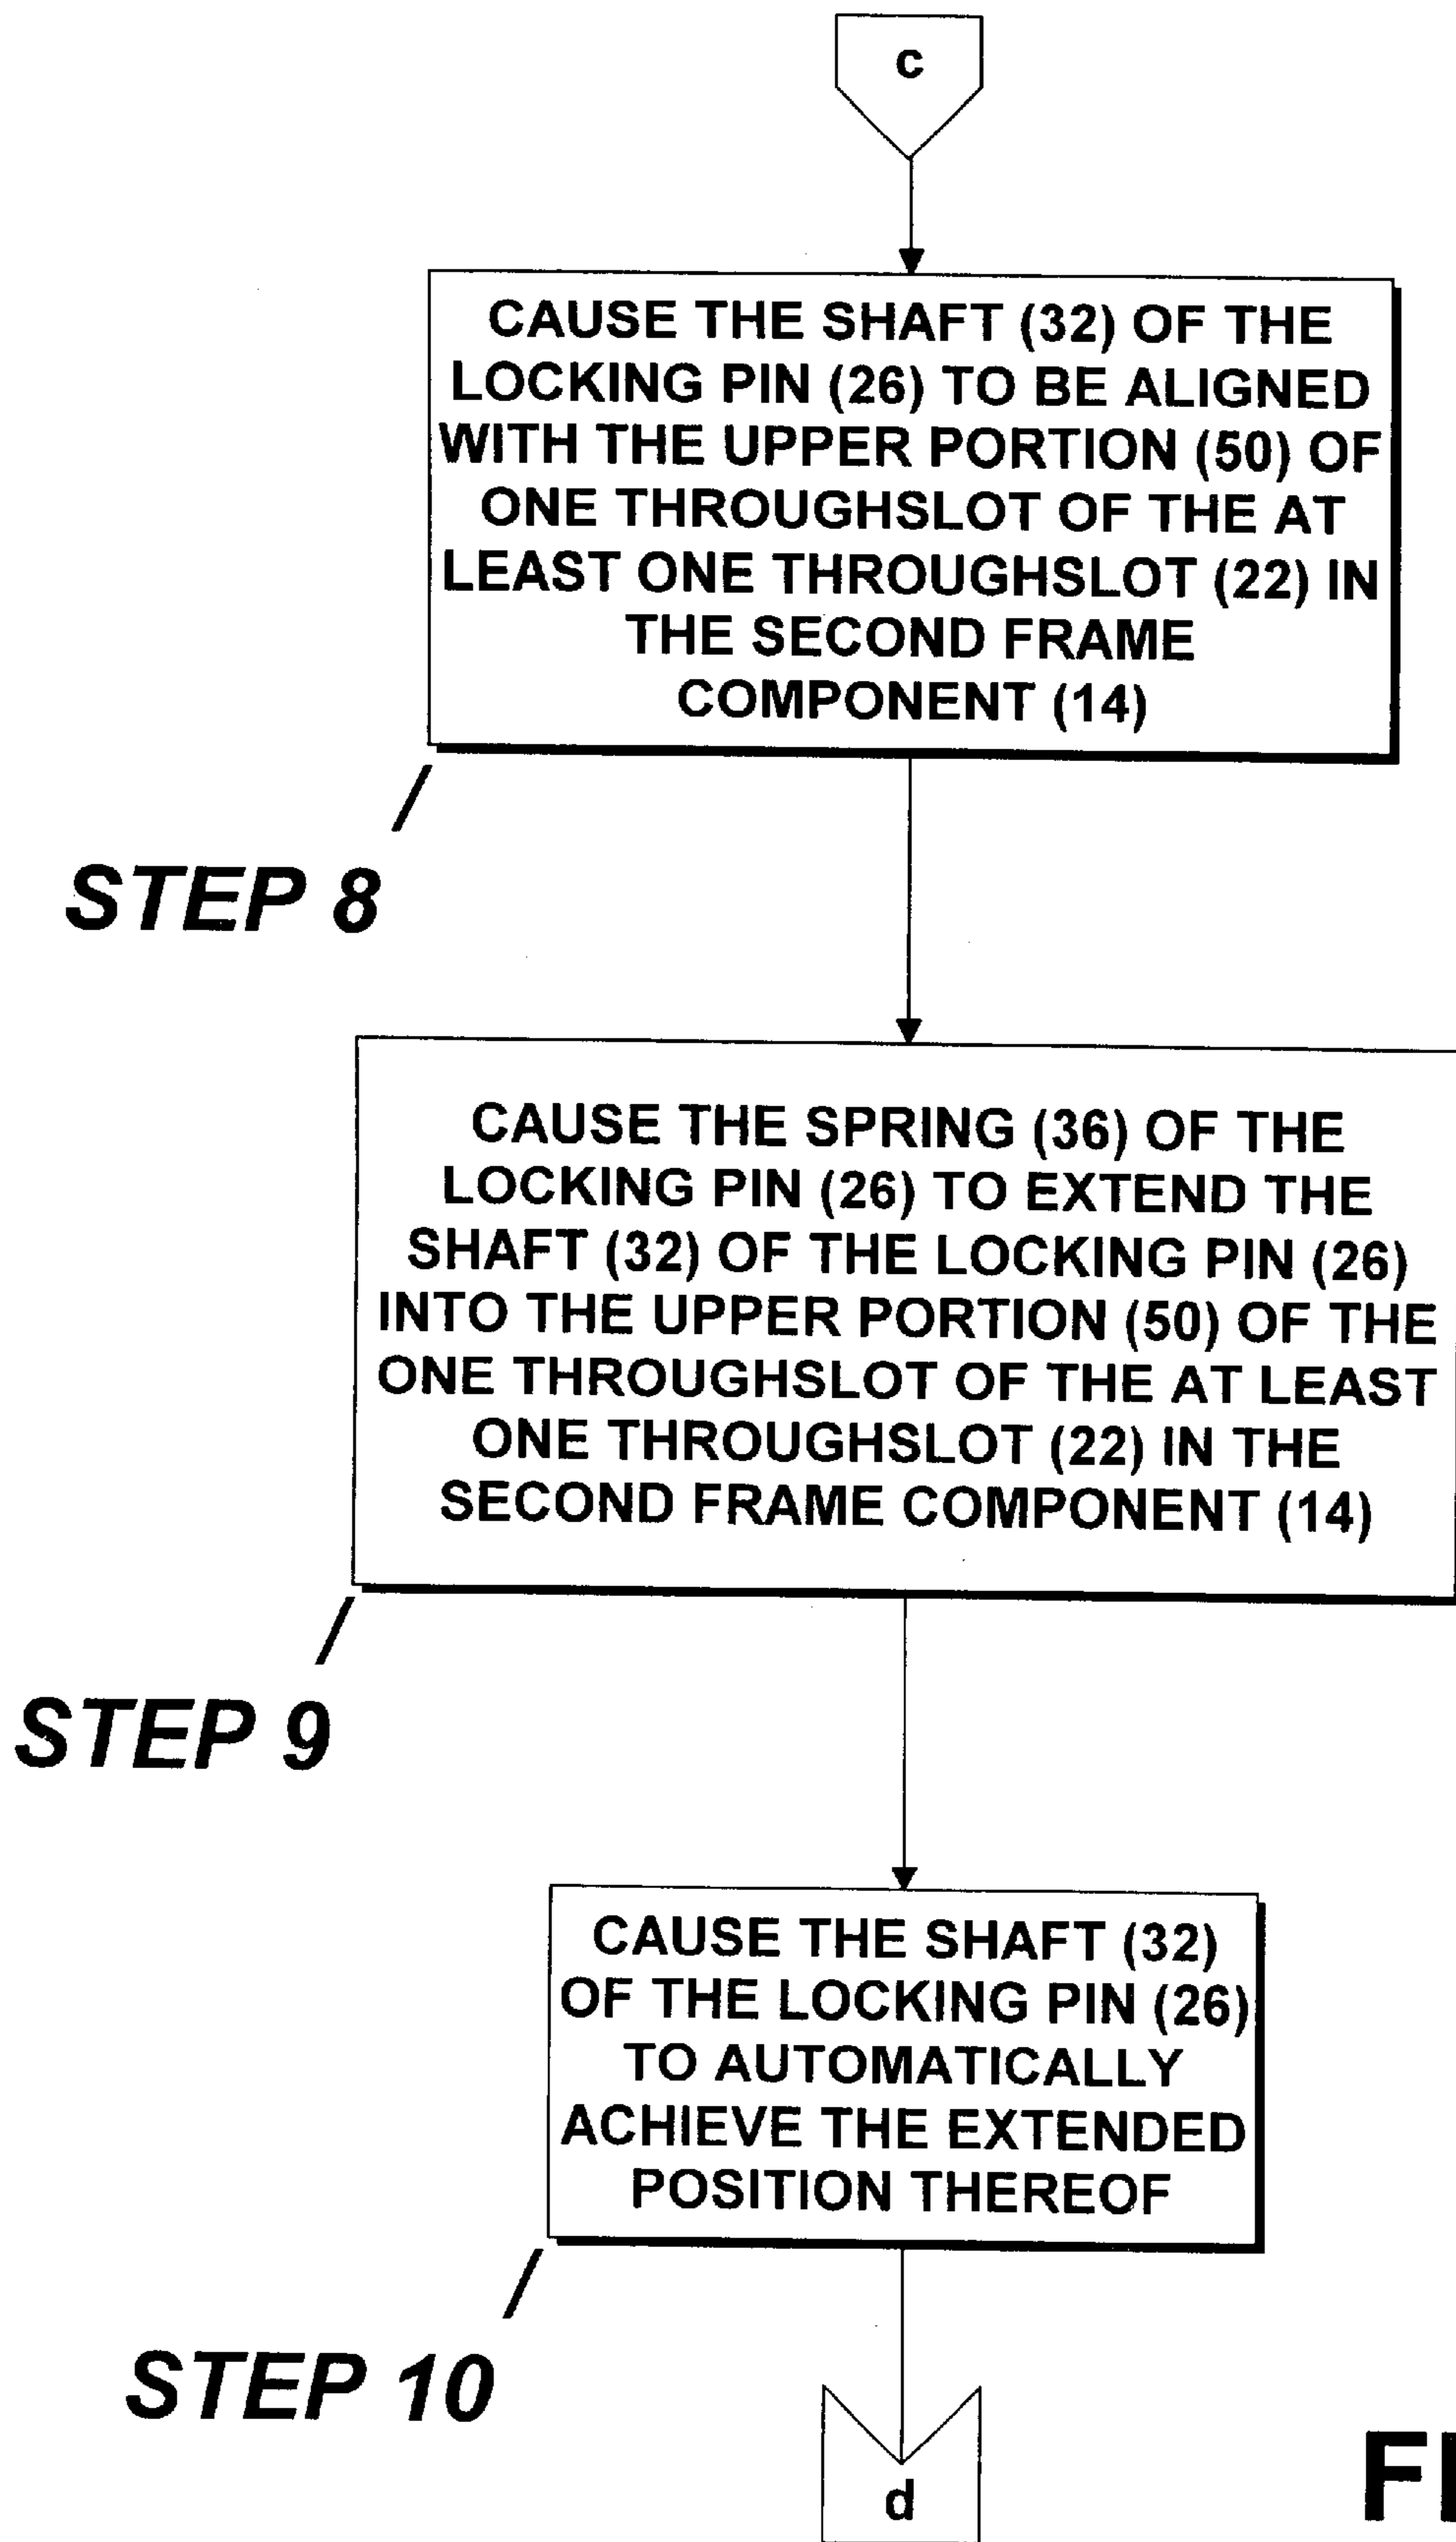 c
CAUSE THE SHAFT (32) OF THE
LOCKING PIN (26) TO BE ALIGNED
WITH THE UPPER PORTION (50) OF
ONE THROUGHSLOT OF THE AT
LEAST ONE THROUGHSLOT (22) IN
THE SECOND FRAME
COMPONENT (14)
STEP 8
CAUSE THE SPRING (36) OF THE
LOCKING PIN (26) TO EXTEND THE
SHAFT (32) OF THE LOCKING PIN (26)
INTO THE UPPER PORTION (50) OF THE
ONE THROUGHSLOT OF THE AT LEAST
ONE THROUGHSLOT (22) IN THE
SECOND FRAME COMPONENT (14)
STEP 9
CAUSE THE SHAFT (32)
OF THE LOCKING PIN (26)
TO AUTOMATICALLY
ACHIEVE THE EXTENDED
POSITION THEREOF
STEP 10
d